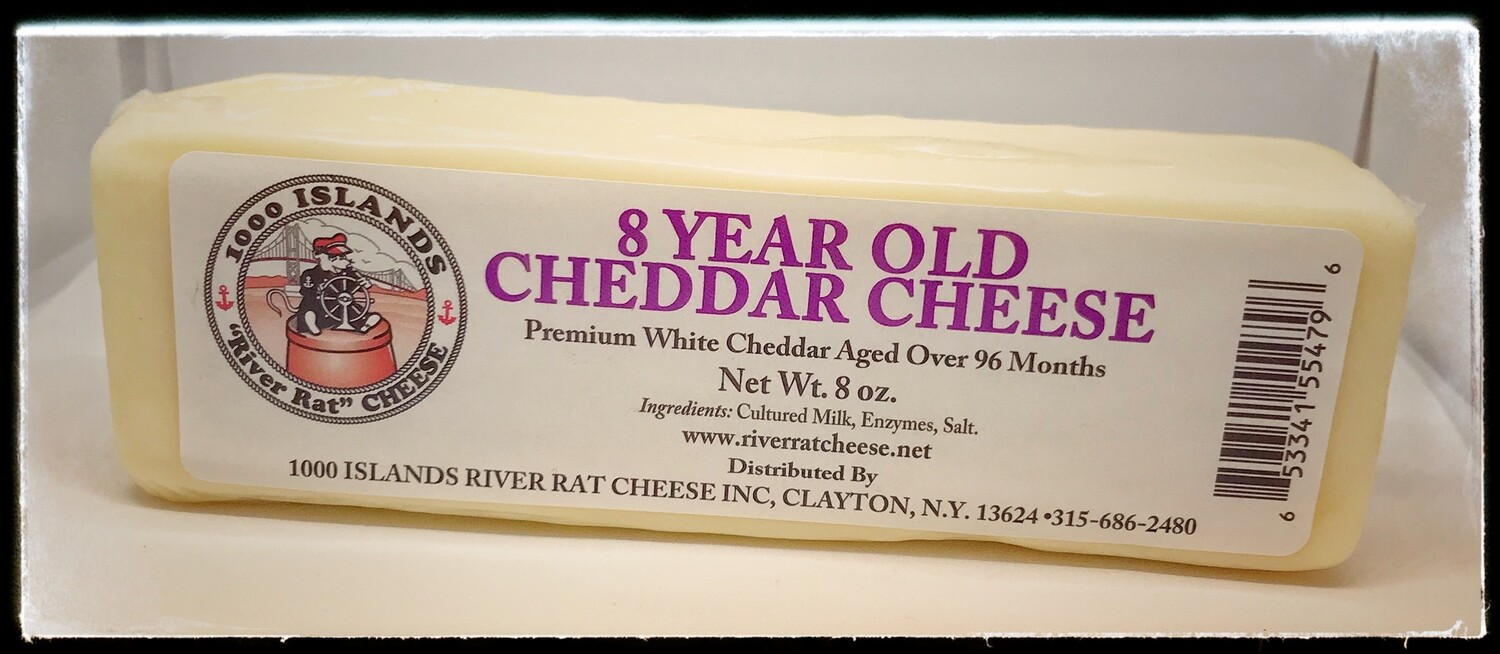 1000 ISLANDS
"River Rat" CHEESE
8 YEAR OLD
CHEDDAR CHEESE
Premium White Cheddar Aged Over 96 Months
Net Wt. 8 oz.
Ingredients: Cultured Milk, Enzymes, Salt.
www.riverratcheese.net
Distributed By
1000 ISLANDS RIVER RAT CHEESE INC, CLAYTON, N.Y. 13624 •315-686-2480
6 53341 55479 6